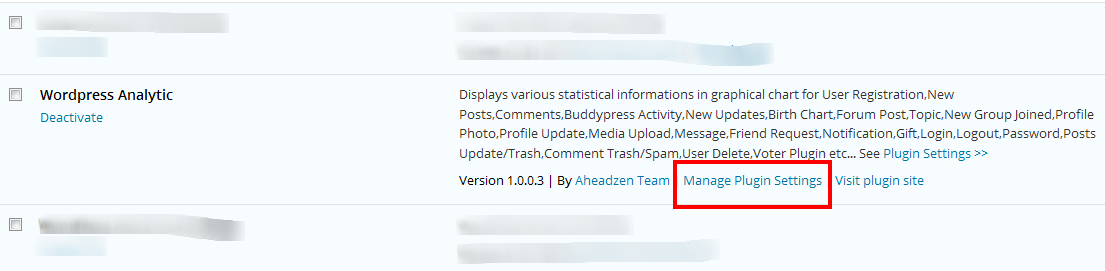 Wordpress Analytic
Deactivate
Displays various statistical informations in graphical chart for User Registration,New
Posts,Comments,Buddypress Activity,New Updates,Birth Chart,Forum Post,Topic,New Group Joined,Profile
Photo,Profile Update,Media Upload,Message,Friend Request,Notification,Gift,Login,Logout,Password,Posts
Update/Trash,Comment Trash/Spam,User Delete,Voter Plugin etc... See Plugin Settings >>
Version 1.0.0.3 | By Aheadzen Team Manage Plugin Settings Visit plugin site